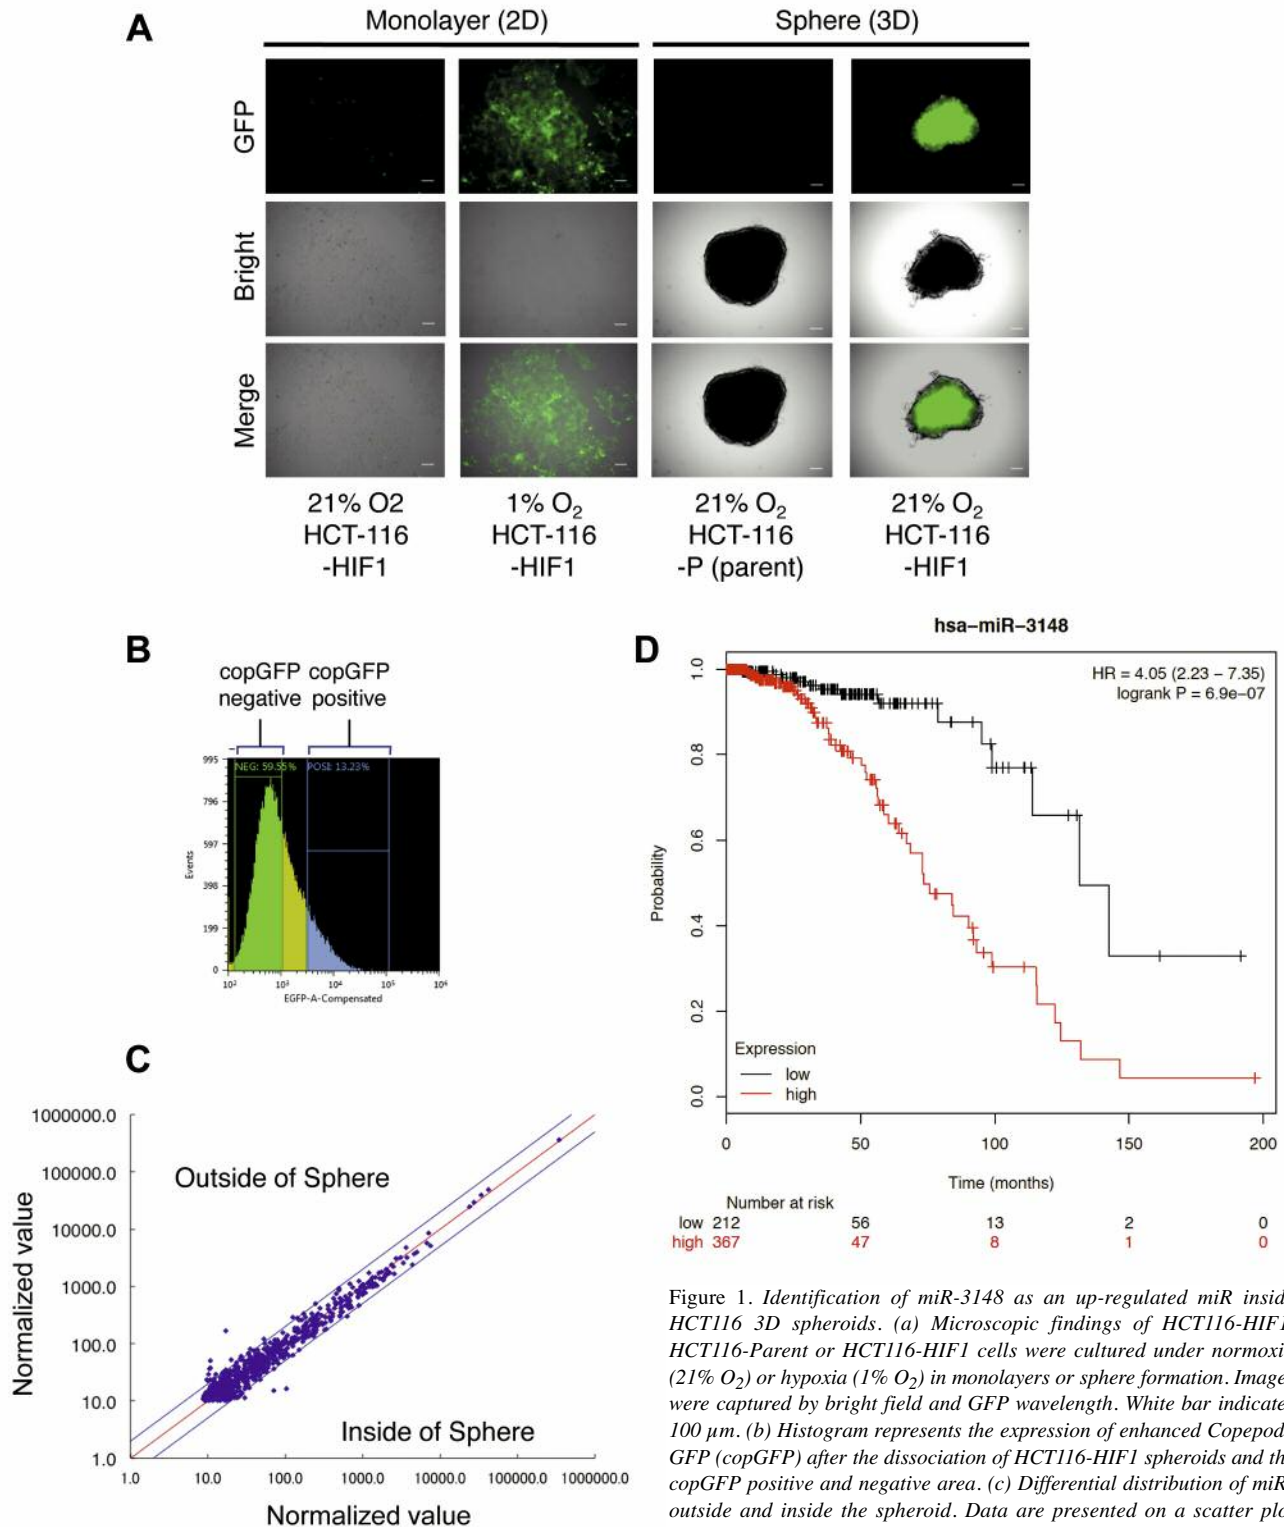 A
Monolayer (2D)
Sphere (3D)
GFP
Bright
Merge
21% O2
HCT-116
-HIF1
1% O2
HCT-116
-HIF1
21% O2
HCT-116
-P (parent)
21% O2
HCT-116
-HIF1
B
copGFP
negative
copGFP
positive
NEG: 59.55%
POSI: 13.23%
995
796
597
398
199
0
Events
10² 10³ 10⁴ 10⁵ 10⁶
EGFP-A-Compensated
C
1000000.0
100000.0
10000.0
1000.0
100.0
10.0
1.0
Normalized value
Outside of Sphere
Inside of Sphere
1.0 10.0 100.0 1000.0 100000.0 100000.0 1000000.0
Normalized value
D
hsa-miR-3148
HR = 4.05 (2.23 - 7.35)
logrank P = 6.9e-07
1.0
0.8
0.6
0.4
0.2
0.0
Probability
Expression
low
high
0 50 100 150 200
Time (months)
Number at risk
low 212 56 13 2 0
high 367 47 8 1 0
Figure 1. Identification of miR-3148 as an up-regulated miR insid
HCT116 3D spheroids. (a) Microscopic findings of HCT116-HIF1
HCT116-Parent or HCT116-HIF1 cells were cultured under normoxi
(21% O2) or hypoxia (1% O2) in monolayers or sphere formation. Image
were captured by bright field and GFP wavelength. White bar indicate
100 µm. (b) Histogram represents the expression of enhanced Copepod
GFP (copGFP) after the dissociation of HCT116-HIF1 spheroids and th
copGFP positive and negative area. (c) Differential distribution of miR
outside and inside the spheroid. Data are presented on a scatter plo